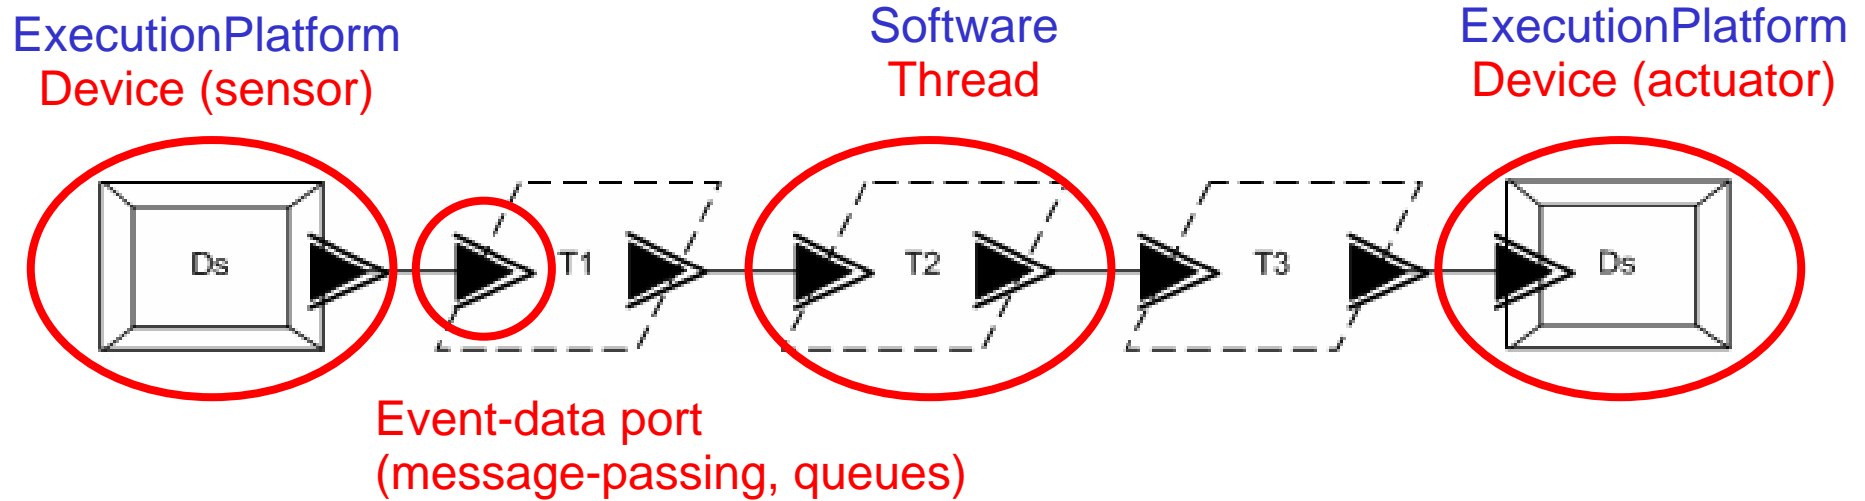 ExecutionPlatform
Device (sensor)
Software
Thread
ExecutionPlatform
Device (actuator)
Ds
T1
T2
T3
Ds
Event-data port
(message-passing, queues)